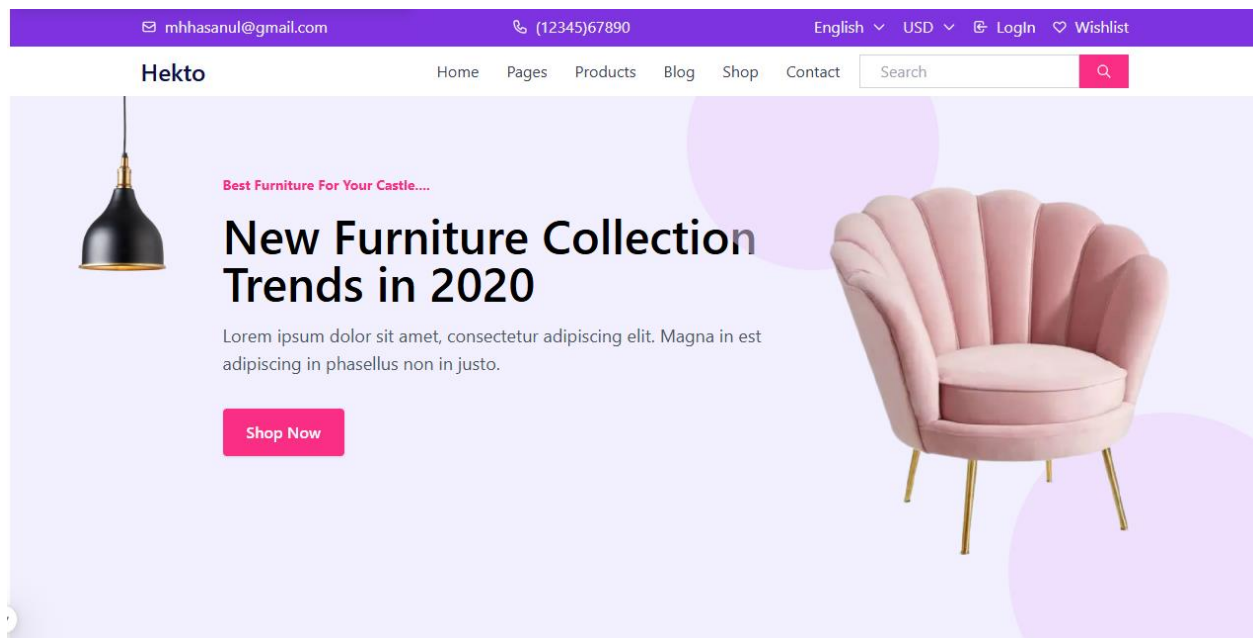 mhhasanul@gmail.com (12345)67890 English USD LogIn Wishlist
Hekto Home Pages Products Blog Shop Contact Search
Best Furniture For Your Castle....
New Furniture Collection
Trends in 2020
Lorem ipsum dolor sit amet, consectetur adipiscing elit. Magna in est
adipiscing in phasellus non in justo.
Shop Now